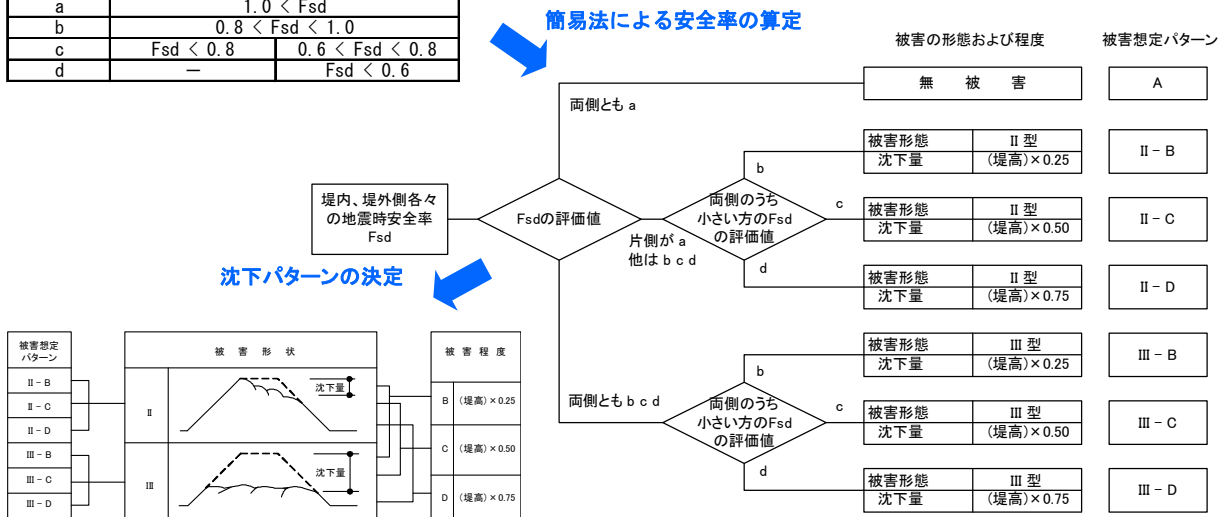 a 1.0 < Fsd
b 0.8 < Fsd < 1.0
c Fsd < 0.8 0.6 < Fsd < 0.8
d － Fsd < 0.6
簡易法による安全率の算定
被害の形態および程度 被害想定パターン
無 被 害 A
両側とも a
被害形態 II 型
沈下量 (堤高)×0.25
II － B
b
堤内、堤外側各々
の地震時安全率
Fsd
Fsdの評価値
片側が a
他は b c d
両側のうち
小さい方のFsd
の評価値
c
被害形態 II 型
沈下量 (堤高)×0.50
II － C
d
被害形態 II 型
沈下量 (堤高)×0.75
II － D
沈下パターンの決定
両側とも b c d
両側のうち
小さい方のFsd
の評価値
b
被害形態 III 型
沈下量 (堤高)×0.25
III － B
c
被害形態 III 型
沈下量 (堤高)×0.50
III － C
d
被害形態 III 型
沈下量 (堤高)×0.75
III － D
被害想定
パターン
被 害 形 状
被 害 程 度
II － B
II － C
II － D
III － B
III － C
III － D
II
沈下量
III
沈下量
B (堤高)×0.25
C (堤高)×0.50
D (堤高)×0.75